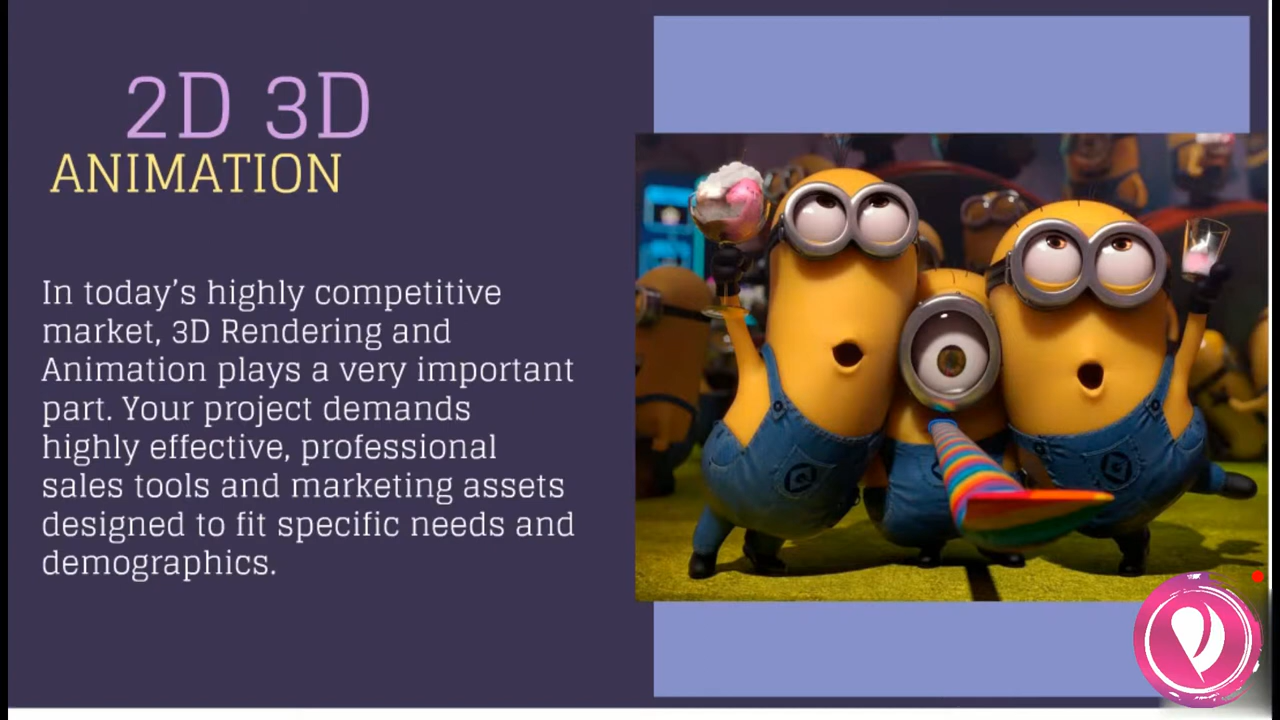 2D 3D
ANIMATION
In today’s highly competitive
market, 3D Rendering and
Animation plays a very important
part. Your project demands
highly effective, professional
sales tools and marketing assets
designed to fit specific needs and
demographics.